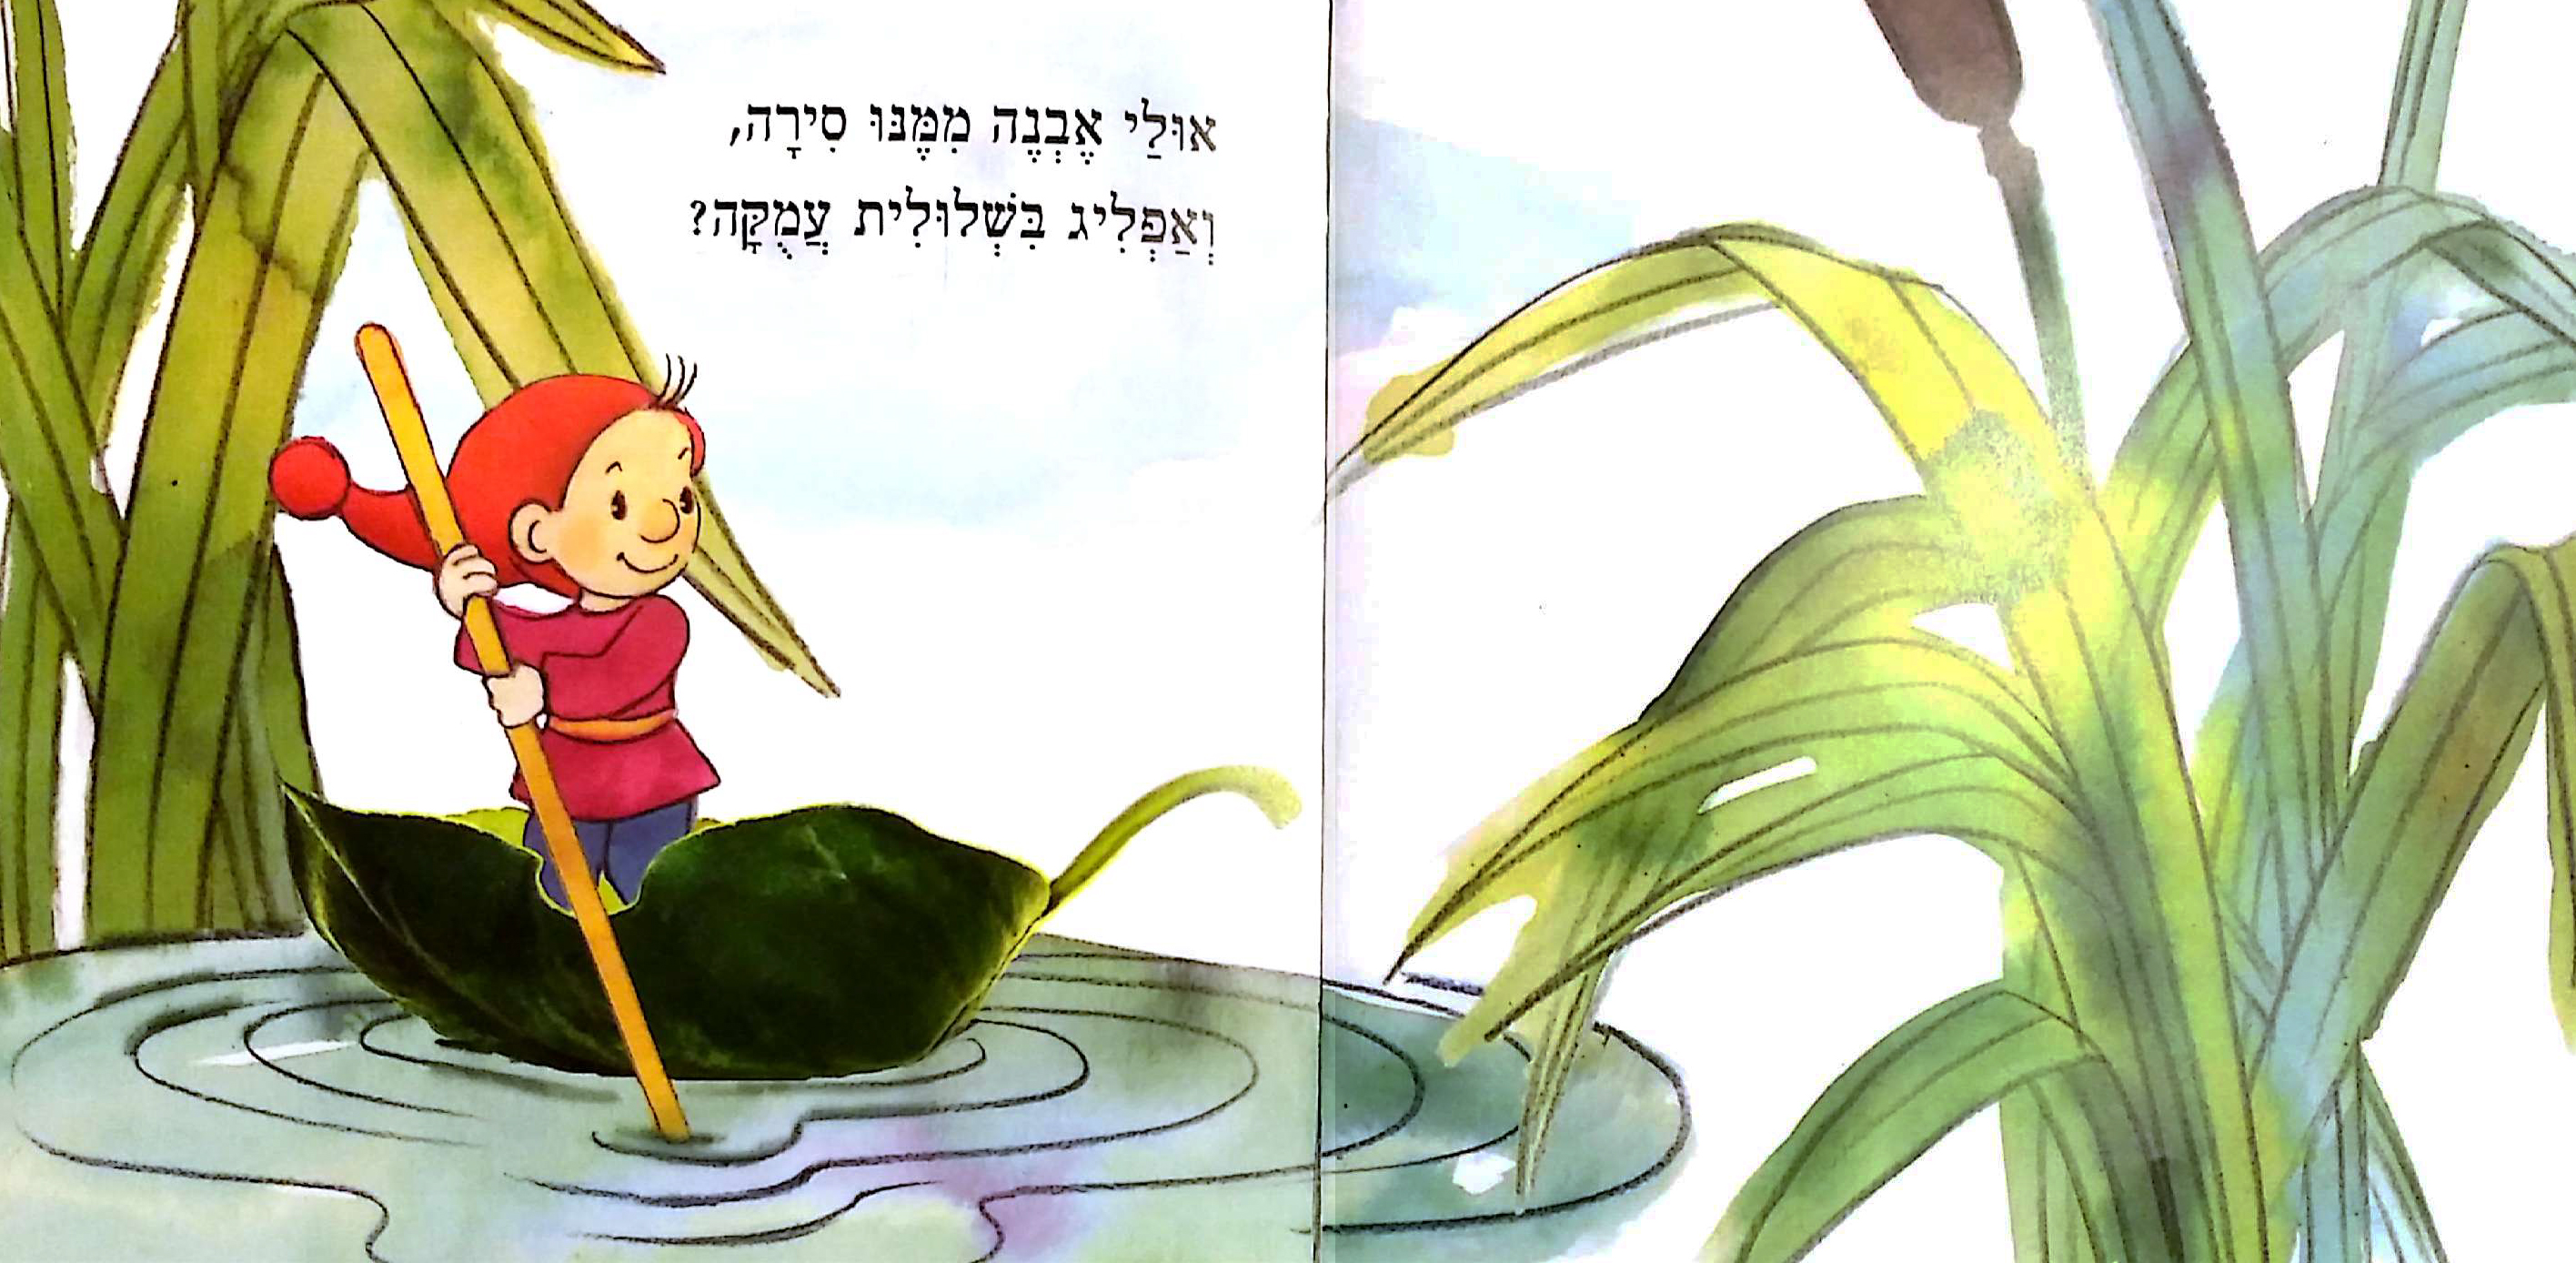 אוּלַי אֶבְנֶה מִמֶּנּוּ סִירָה,
וְאַפְלִיג בִּשְׁלוּלִית עֲמֻקָּה?